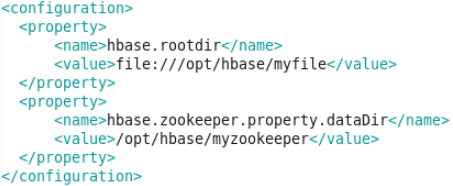 <configuration>
  <property>
      <name>hbase.rootdir</name>
      <value>file:///opt/hbase/myfile</value>
  </property>
  <property>
      <name>hbase.zookeeper.property.dataDir</name>
      <value>/opt/hbase/myzookeeper</value>
  </property>
</configuration>